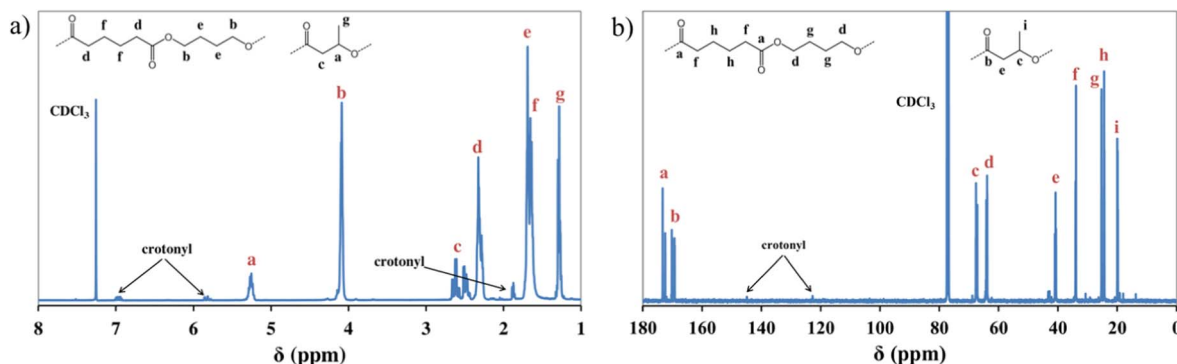 a)
O f d e b
d f O b e O
O g
c a O
CDCl₃
b
e
f
g
d
a
c
crotonyl
crotonyl
8 7 6 5 4 3 2 1
δ (ppm)
b)
O h f g d
a f h a O d g O
O
O i
b e c O
CDCl₃
a
b
c
d
e
f
g
h
i
crotonyl
180 160 140 120 100 80 60 40 20 0
δ (ppm)